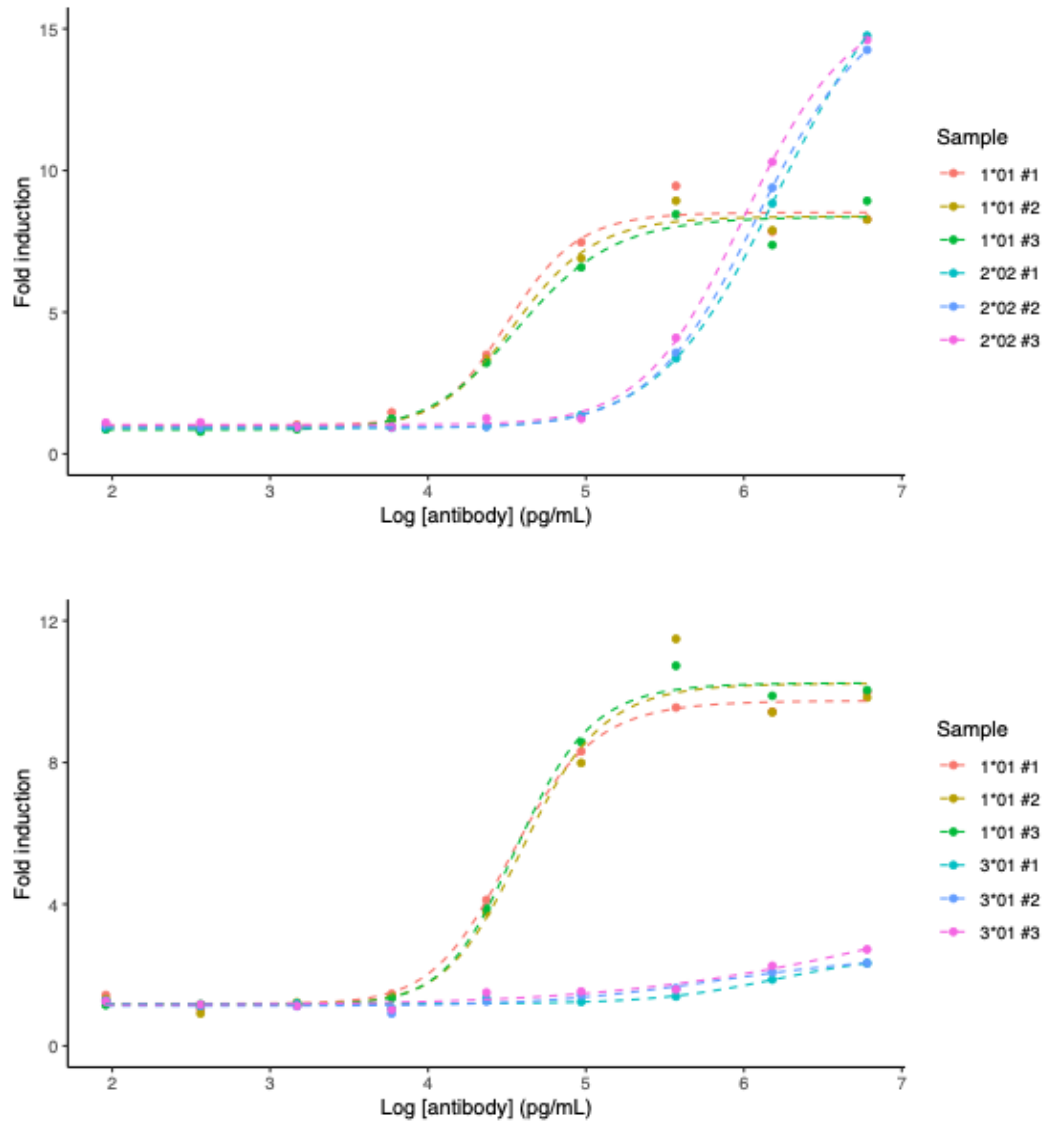 15
10
5
0
Fold induction
2 3 4 5 6 7
Log [antibody] (pg/mL)
Sample
1*01 #1
1*01 #2
1*01 #3
2*02 #1
2*02 #2
2*02 #3
12
8
4
0
Fold induction
2 3 4 5 6 7
Log [antibody] (pg/mL)
Sample
1*01 #1
1*01 #2
1*01 #3
3*01 #1
3*01 #2
3*01 #3